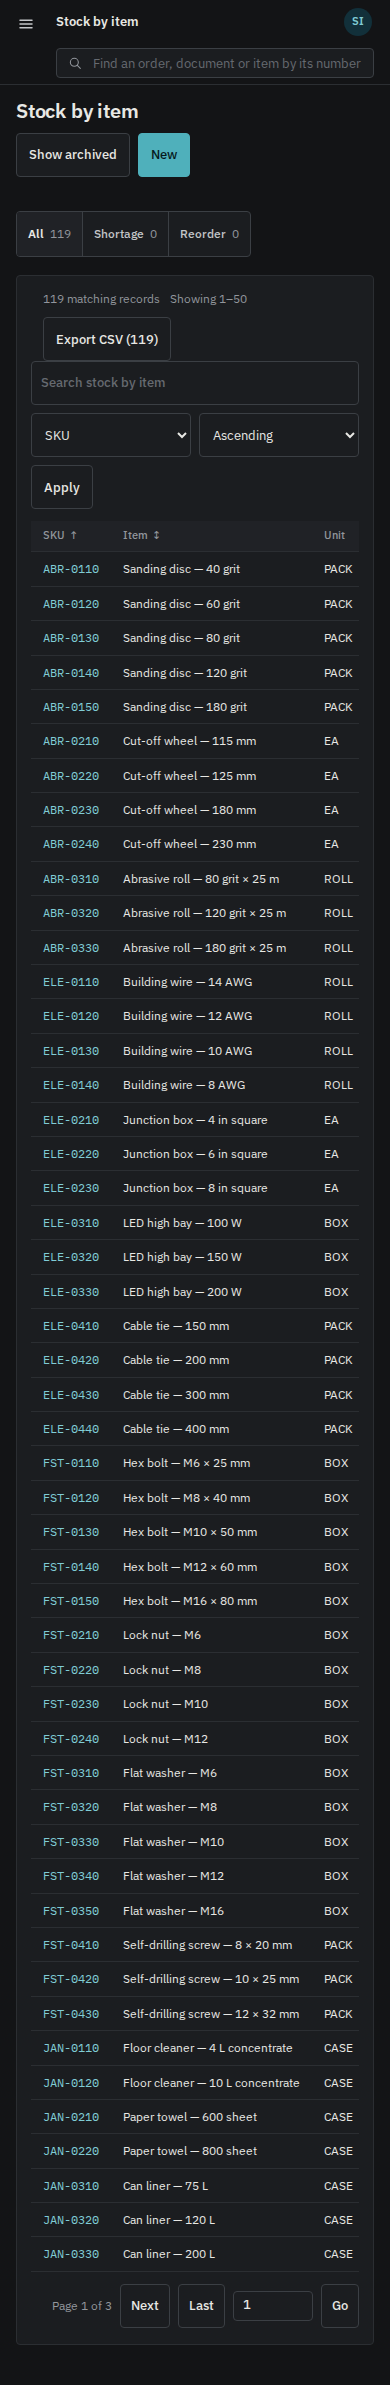 Stock by item
SI
Find an order, document or item by its number
Stock by item
Show archived New
All 119 Shortage 0 Reorder 0
119 matching records Showing 1–50
Export CSV (119)
Search stock by item
SKU Ascending
Apply
SKU ↑ Item ↕ Unit
ABR-0110 Sanding disc — 40 grit PACK
ABR-0120 Sanding disc — 60 grit PACK
ABR-0130 Sanding disc — 80 grit PACK
ABR-0140 Sanding disc — 120 grit PACK
ABR-0150 Sanding disc — 180 grit PACK
ABR-0210 Cut-off wheel — 115 mm EA
ABR-0220 Cut-off wheel — 125 mm EA
ABR-0230 Cut-off wheel — 180 mm EA
ABR-0240 Cut-off wheel — 230 mm EA
ABR-0310 Abrasive roll — 80 grit × 25 m ROLL
ABR-0320 Abrasive roll — 120 grit × 25 m ROLL
ABR-0330 Abrasive roll — 180 grit × 25 m ROLL
ELE-0110 Building wire — 14 AWG ROLL
ELE-0120 Building wire — 12 AWG ROLL
ELE-0130 Building wire — 10 AWG ROLL
ELE-0140 Building wire — 8 AWG ROLL
ELE-0210 Junction box — 4 in square EA
ELE-0220 Junction box — 6 in square EA
ELE-0230 Junction box — 8 in square EA
ELE-0310 LED high bay — 100 W BOX
ELE-0320 LED high bay — 150 W BOX
ELE-0330 LED high bay — 200 W BOX
ELE-0410 Cable tie — 150 mm PACK
ELE-0420 Cable tie — 200 mm PACK
ELE-0430 Cable tie — 300 mm PACK
ELE-0440 Cable tie — 400 mm PACK
FST-0110 Hex bolt — M6 × 25 mm BOX
FST-0120 Hex bolt — M8 × 40 mm BOX
FST-0130 Hex bolt — M10 × 50 mm BOX
FST-0140 Hex bolt — M12 × 60 mm BOX
FST-0150 Hex bolt — M16 × 80 mm BOX
FST-0210 Lock nut — M6 BOX
FST-0220 Lock nut — M8 BOX
FST-0230 Lock nut — M10 BOX
FST-0240 Lock nut — M12 BOX
FST-0310 Flat washer — M6 BOX
FST-0320 Flat washer — M8 BOX
FST-0330 Flat washer — M10 BOX
FST-0340 Flat washer — M12 BOX
FST-0350 Flat washer — M16 BOX
FST-0410 Self-drilling screw — 8 × 20 mm PACK
FST-0420 Self-drilling screw — 10 × 25 mm PACK
FST-0430 Self-drilling screw — 12 × 32 mm PACK
JAN-0110 Floor cleaner — 4 L concentrate CASE
JAN-0120 Floor cleaner — 10 L concentrate CASE
JAN-0210 Paper towel — 600 sheet CASE
JAN-0220 Paper towel — 800 sheet CASE
JAN-0310 Can liner — 75 L CASE
JAN-0320 Can liner — 120 L CASE
JAN-0330 Can liner — 200 L CASE
Page 1 of 3 Next Last 1 Go